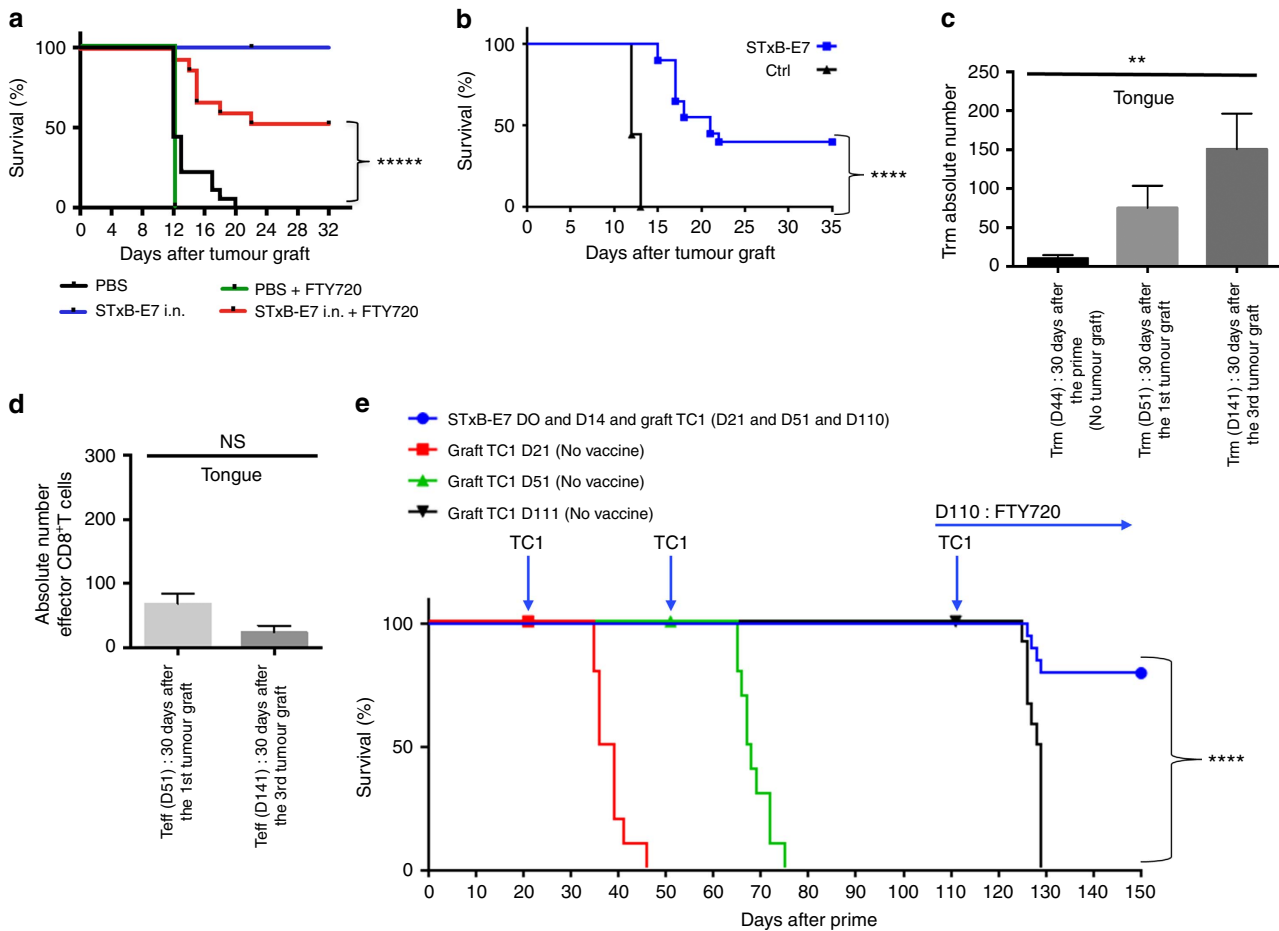 a
100
50
0
Survival (%)
0 4 8 12 16 20 24 28 32
Days after tumour graft
*****
PBS
PBS + FTY720
STxB-E7 i.n.
STxB-E7 i.n. + FTY720
b
100
50
0
Survival (%)
0 5 10 15 20 25 30 35
Days after tumour graft
STxB-E7
Ctrl
****
c
**
Tongue
250
200
150
100
50
0
Trm absolute number
Trm (D44) : 30 days after
the prime
(No tumour graft)
Trm (D51) : 30 days after
the 1st tumour graft
Trm (D141) : 30 days after
the 3rd tumour graft
d
NS
Tongue
300
200
100
0
Absolute number
effector CD8⁺T cells
Teff (D51) : 30 days after
the 1st tumour graft
Teff (D141) : 30 days after
the 3rd tumour graft
e
STxB-E7 DO and D14 and graft TC1 (D21 and D51 and D110)
Graft TC1 D21 (No vaccine)
Graft TC1 D51 (No vaccine)
Graft TC1 D111 (No vaccine)
D110 : FTY720
TC1
TC1
TC1
100
50
0
Survival (%)
****
0 10 20 30 40 50 60 70 80 90 100 110 120 130 140 150
Days after prime